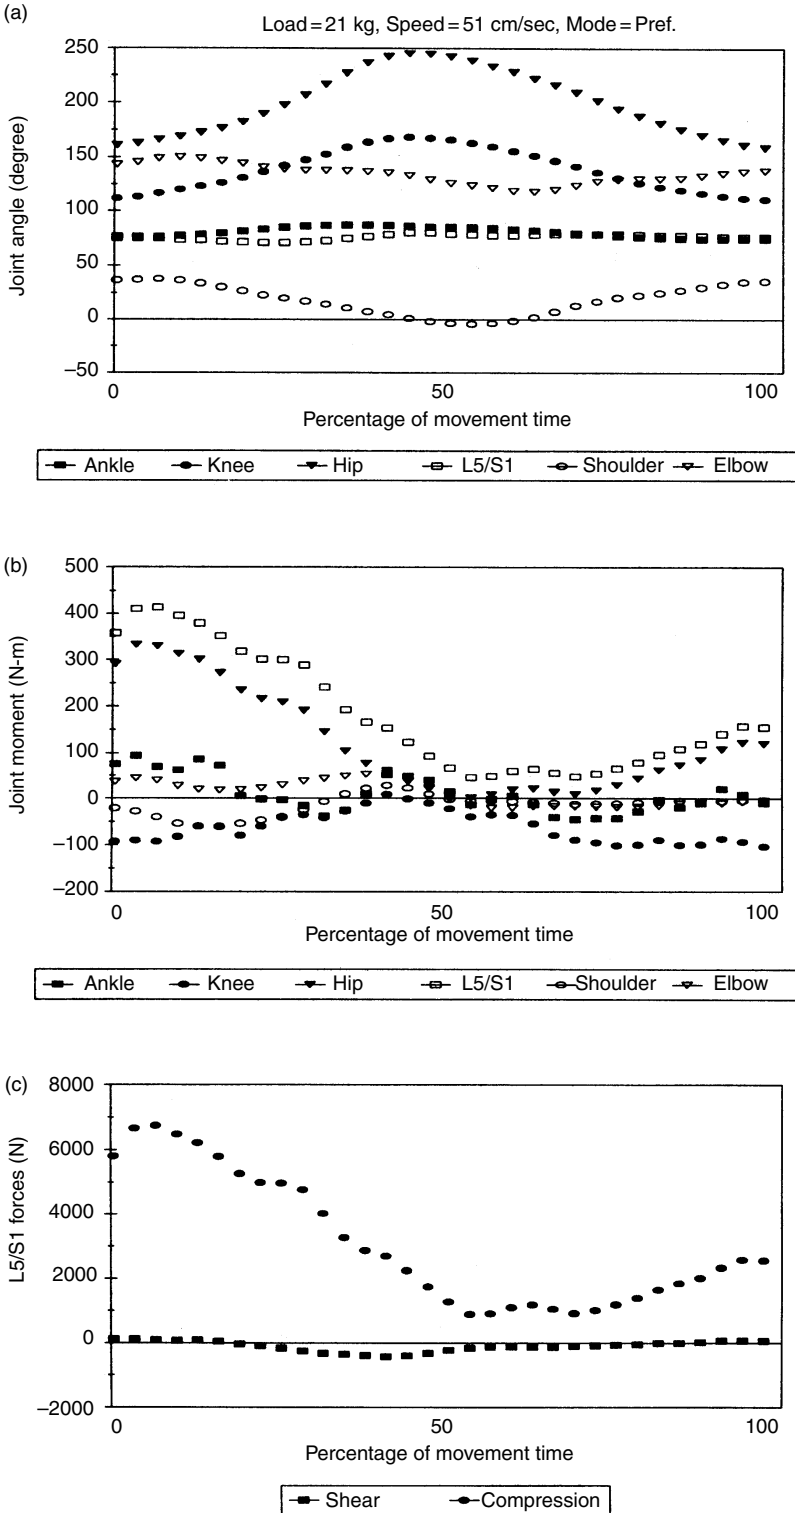 (a)
Load=21 kg, Speed=51 cm/sec, Mode=Pref.
Joint angle (degree)
250
200
150
100
50
0
−50
0 50 100
Percentage of movement time
Ankle Knee Hip L5/S1 Shoulder Elbow
(b)
Joint moment (N-m)
500
400
300
200
100
0
−100
−200
0 50 100
Percentage of movement time
Ankle Knee Hip L5/S1 Shoulder Elbow
(c)
L5/S1 forces (N)
8000
6000
4000
2000
0
−2000
0 50 100
Percentage of movement time
Shear Compression